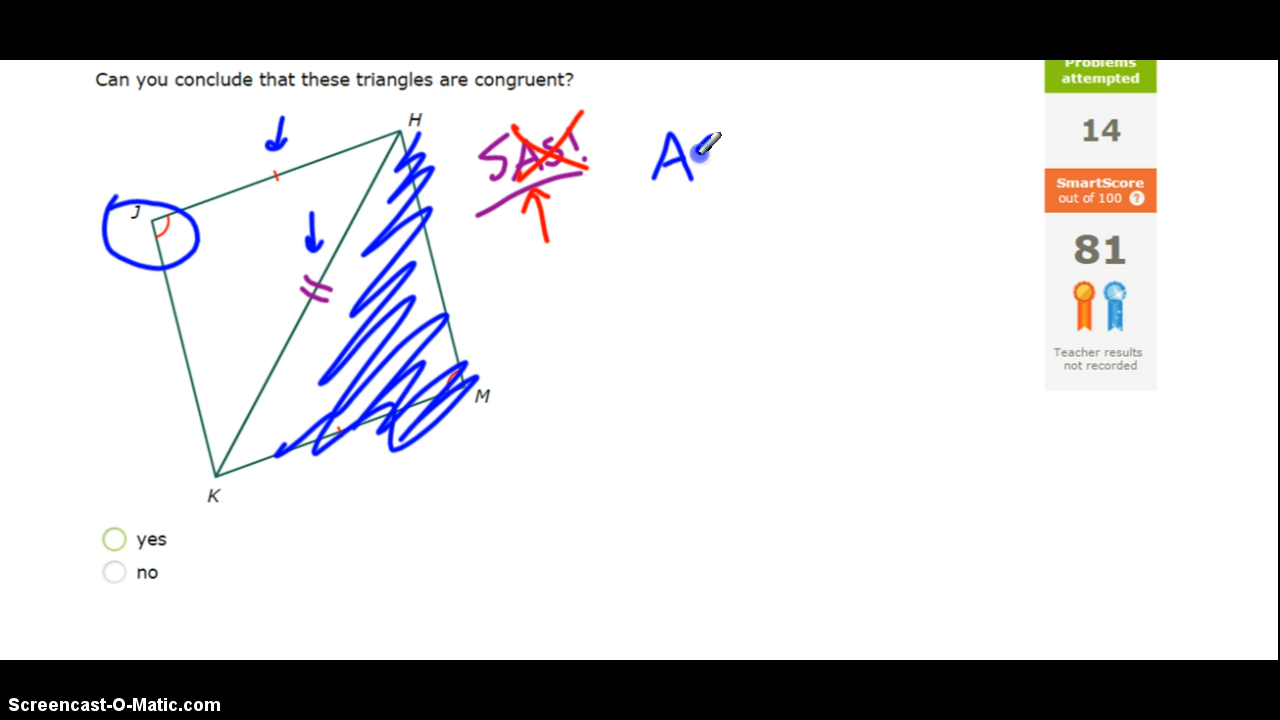 Can you conclude that these triangles are congruent?
Problems
attempted
14
SmartScore
out of 100 ?
81
Teacher results
not recorded
H
J
M
K
SAS!
AS
yes
no
Screencast-O-Matic.com